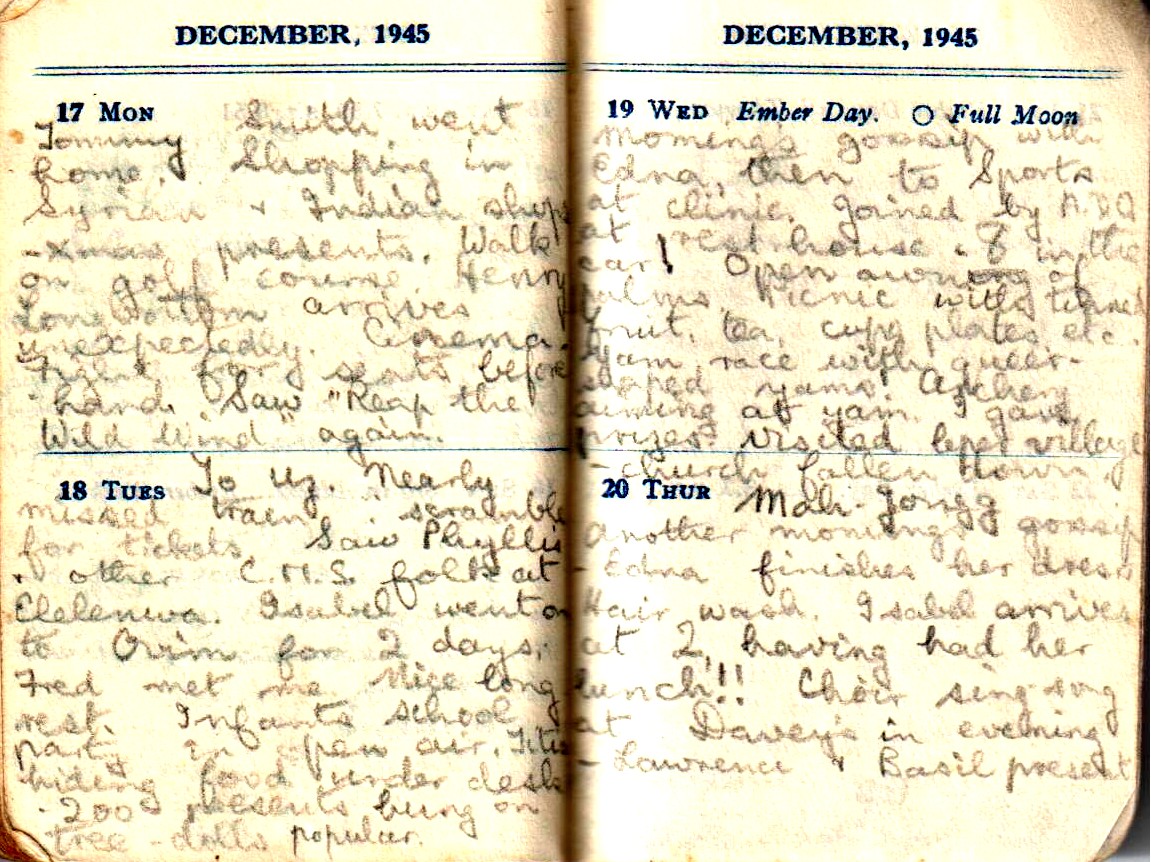 DECEMBER, 1945
17 MON Smith went
Tommy
home. Shopping in
Syrian & Indian shops
-xmas presents. Walk
on golf course. Henry
Longbottom arrives
unexpectedly. Cinema.
Fight for seats before
hand. Saw "Reap the
Wild Wind" again.
18 TUES To Uz. Nearly
missed train, scramble
for tickets. Saw Phyllis
& other C.M.S. folk at
Elelenwa. Isabel went on
to Ovim for 2 days.
Fred met me. Nice long
rest. Infants school
party in open air.
hiding food under desk
-200 presents hung on
tree - dolls popular.
DECEMBER, 1945
19 WED Ember Day. Full Moon
Morning's gossip with
Edna, then to Sports
at clinic. Joined by A.D.O
at rest house. 8 in the
car! Open awning of
palms. Picnic with tinned
fruit, tea, cups plates etc.
Yam race with queer-
shaped yams! Archery
aiming at yam. I gave
prizes. Visited leper village
- church fallen down.
20 THUR Mah-Jongg
Another morning's gossip
- Edna finishes her dress
Hair wash. Isabel arrives
at 2, having had her
lunch!! Choir sing-song
at Davey's in evening
- Lawrence & Basil present